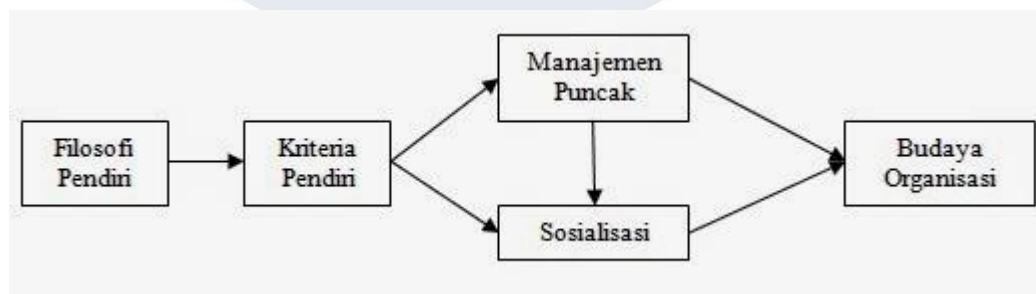 Filosofi
Pendiri
Kriteria
Pendiri
Manajemen
Puncak
Sosialisasi
Budaya
Organisasi